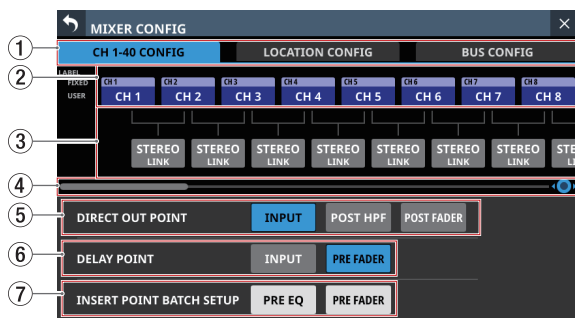 MIXER CONFIG
1 CH 1-40 CONFIG LOCATION CONFIG BUS CONFIG
LABEL
2 FIXED CH 1 CH 2 CH 3 CH 4 CH 5 CH 6 CH 7 CH 8
USER CH 1 CH 2 CH 3 CH 4 CH 5 CH 6 CH 7 CH 8
3 STEREO STEREO STEREO STEREO STEREO STEREO STEREO STE
LINK LINK LINK LINK LINK LINK LINK
4
5 DIRECT OUT POINT INPUT POST HPF POST FADER
6 DELAY POINT INPUT PRE FADER
7 INSERT POINT BATCH SETUP PRE EQ PRE FADER